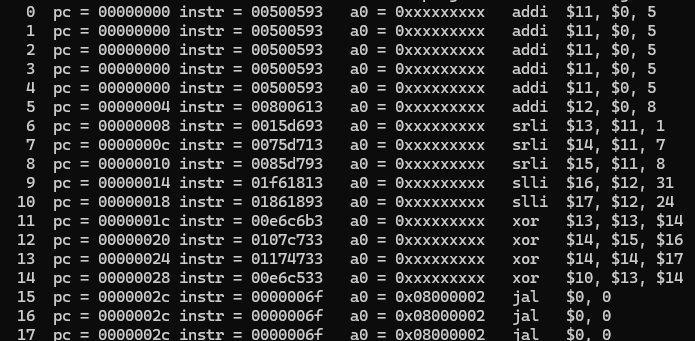 0 pc = 00000000 instr = 00500593 a0 = 0xxxxxxxxx addi $11, $0, 5
1 pc = 00000000 instr = 00500593 a0 = 0xxxxxxxxx addi $11, $0, 5
2 pc = 00000000 instr = 00500593 a0 = 0xxxxxxxxx addi $11, $0, 5
3 pc = 00000000 instr = 00500593 a0 = 0xxxxxxxxx addi $11, $0, 5
4 pc = 00000000 instr = 00500593 a0 = 0xxxxxxxxx addi $11, $0, 5
5 pc = 00000004 instr = 00800613 a0 = 0xxxxxxxxx addi $12, $0, 8
6 pc = 00000008 instr = 0015d693 a0 = 0xxxxxxxxx srli $13, $11, 1
7 pc = 0000000c instr = 0075d713 a0 = 0xxxxxxxxx srli $14, $11, 7
8 pc = 00000010 instr = 0085d793 a0 = 0xxxxxxxxx srli $15, $11, 8
9 pc = 00000014 instr = 01f61813 a0 = 0xxxxxxxxx slli $16, $12, 31
10 pc = 00000018 instr = 01861893 a0 = 0xxxxxxxxx slli $17, $12, 24
11 pc = 0000001c instr = 00e6c6b3 a0 = 0xxxxxxxxx xor $13, $13, $14
12 pc = 00000020 instr = 0107c733 a0 = 0xxxxxxxxx xor $14, $15, $16
13 pc = 00000024 instr = 01174733 a0 = 0xxxxxxxxx xor $14, $14, $17
14 pc = 00000028 instr = 00e6c533 a0 = 0xxxxxxxxx xor $10, $13, $14
15 pc = 0000002c instr = 0000006f a0 = 0x08000002 jal $0, 0
16 pc = 0000002c instr = 0000006f a0 = 0x08000002 jal $0, 0
17 pc = 0000002c instr = 0000006f a0 = 0x08000002 jal $0, 0